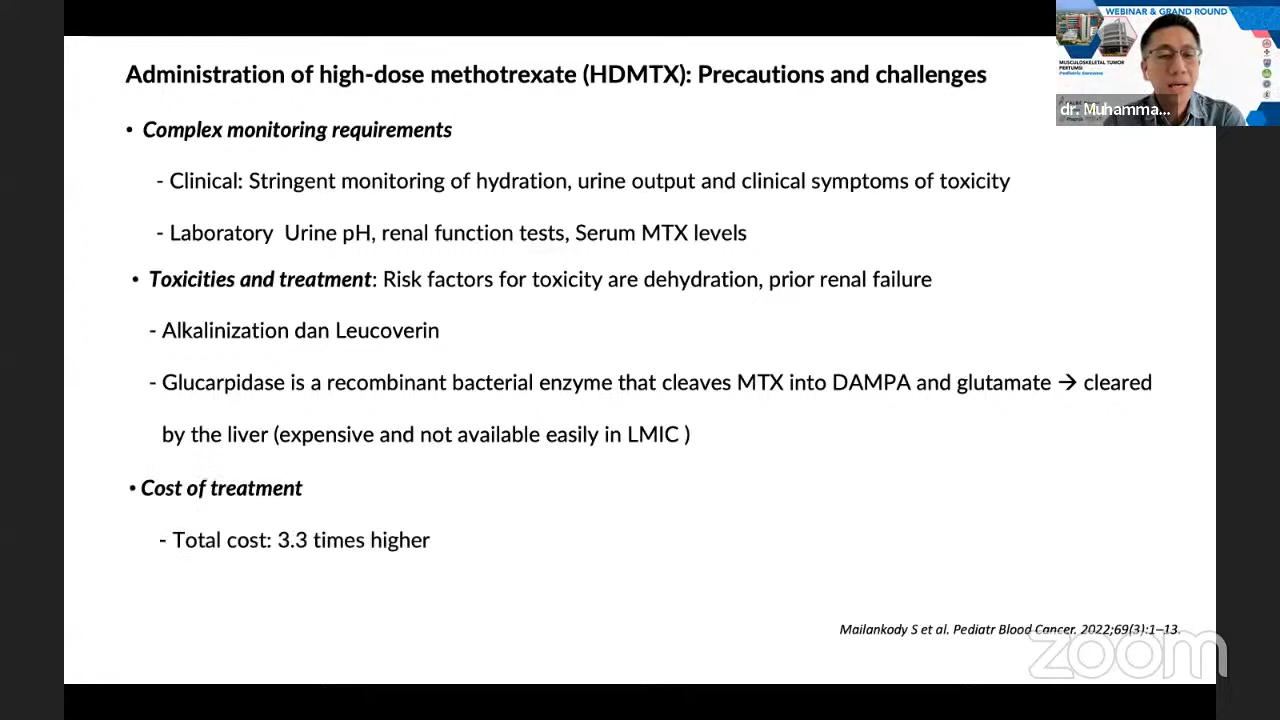 WEBINAR & GRAND ROUND
MUSCULOSKELETAL TUMOR
PERTUMSI
Pediatric Sarcoma
dr. Muhamma...
Administration of high-dose methotrexate (HDMTX): Precautions and challenges
• Complex monitoring requirements
- Clinical: Stringent monitoring of hydration, urine output and clinical symptoms of toxicity
- Laboratory Urine pH, renal function tests, Serum MTX levels
• Toxicities and treatment: Risk factors for toxicity are dehydration, prior renal failure
- Alkalinization dan Leucoverin
- Glucarpidase is a recombinant bacterial enzyme that cleaves MTX into DAMPA and glutamate → cleared
by the liver (expensive and not available easily in LMIC )
• Cost of treatment
- Total cost: 3.3 times higher
Mailankody S et al. Pediatr Blood Cancer. 2022;69(3):1–13.
zoom